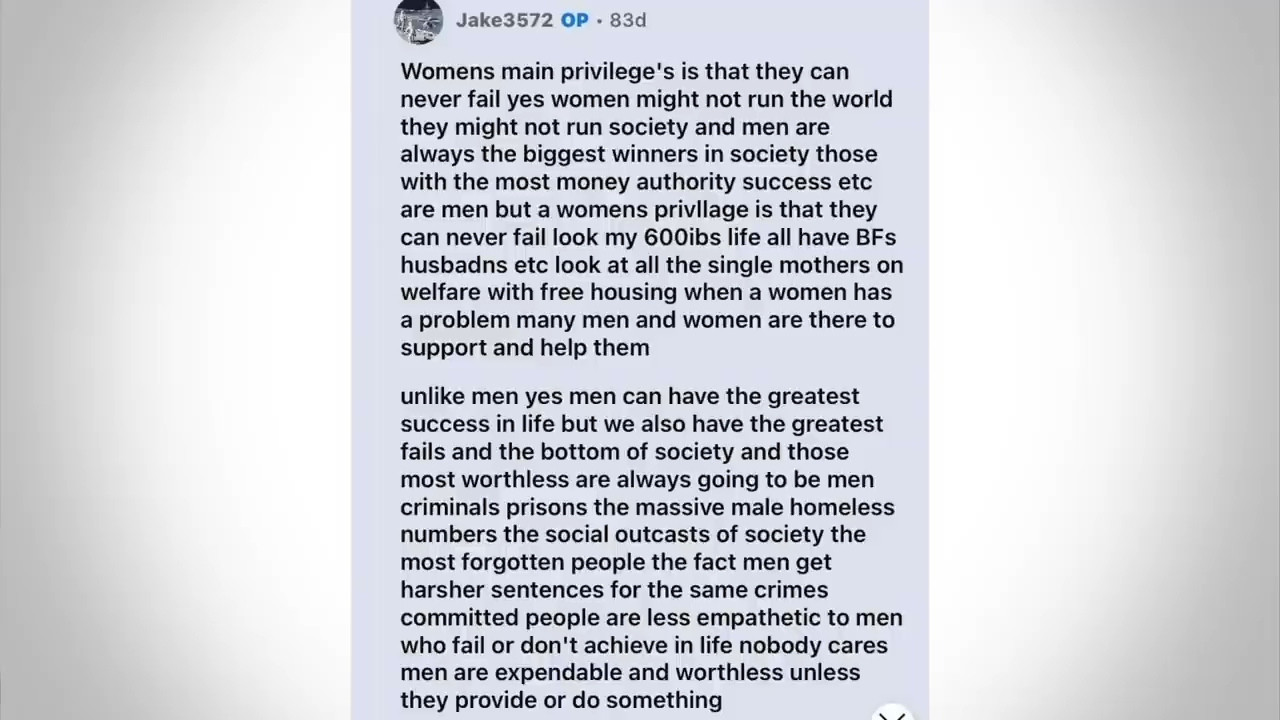 Jake3572 OP · 83d
Womens main privilege's is that they can
never fail yes women might not run the world
they might not run society and men are
always the biggest winners in society those
with the most money authority success etc
are men but a womens privllage is that they
can never fail look my 600ibs life all have BFs
husbadns etc look at all the single mothers on
welfare with free housing when a women has
a problem many men and women are there to
support and help them
unlike men yes men can have the greatest
success in life but we also have the greatest
fails and the bottom of society and those
most worthless are always going to be men
criminals prisons the massive male homeless
numbers the social outcasts of society the
most forgotten people the fact men get
harsher sentences for the same crimes
committed people are less empathetic to men
who fail or don't achieve in life nobody cares
men are expendable and worthless unless
they provide or do something